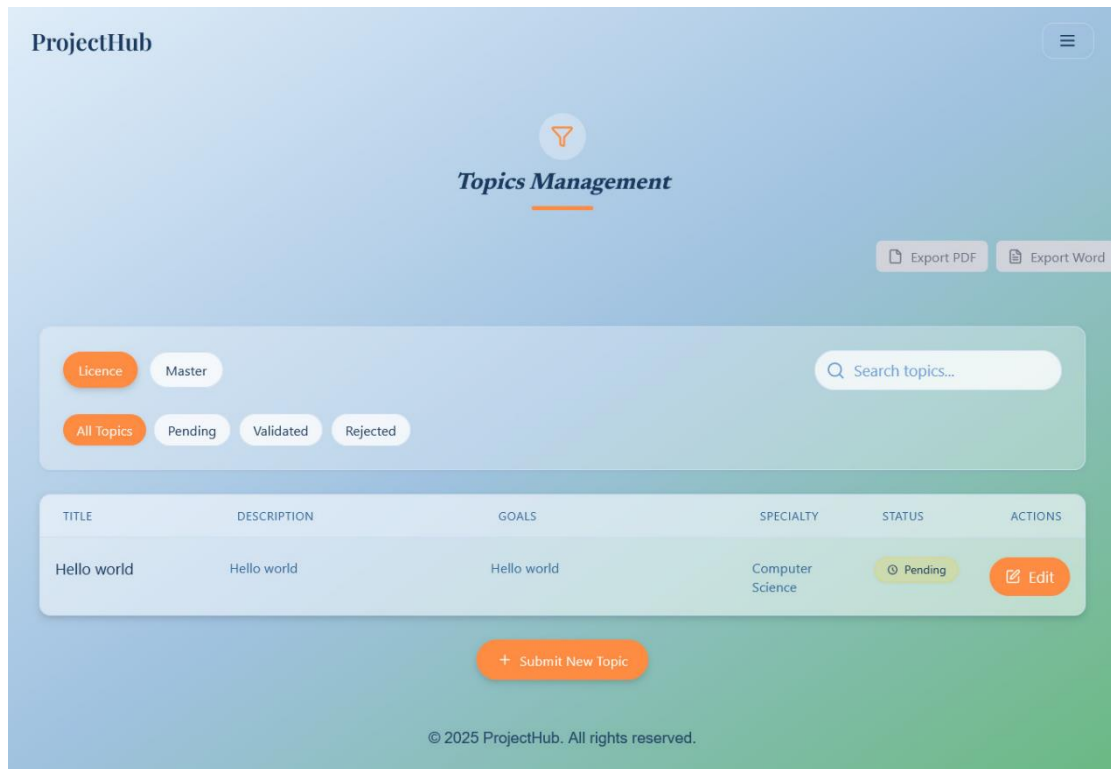 ProjectHub
Topics Management
Export PDF Export Word
Licence Master Search topics...
All Topics Pending Validated Rejected
TITLE DESCRIPTION GOALS SPECIALTY STATUS ACTIONS
Hello world Hello world Hello world Computer Science Pending Edit
+ Submit New Topic
© 2025 ProjectHub. All rights reserved.